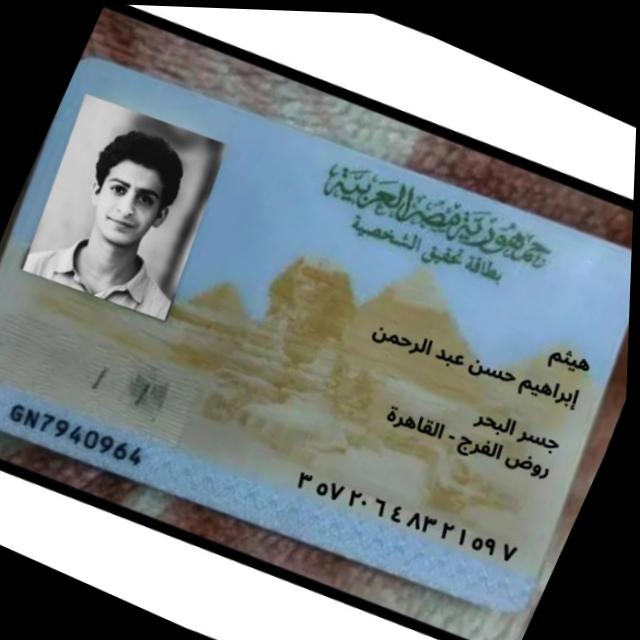 جمهورية مصر العربية
بطاقة تحقيق الشخصية
هيثم
إبراهيم حسن عبد الرحمن
جسر البحر
روض الفرج - القاهرة
٣٥٧٢٠٦٤٨٣٢١٥٩٧
GN7940964